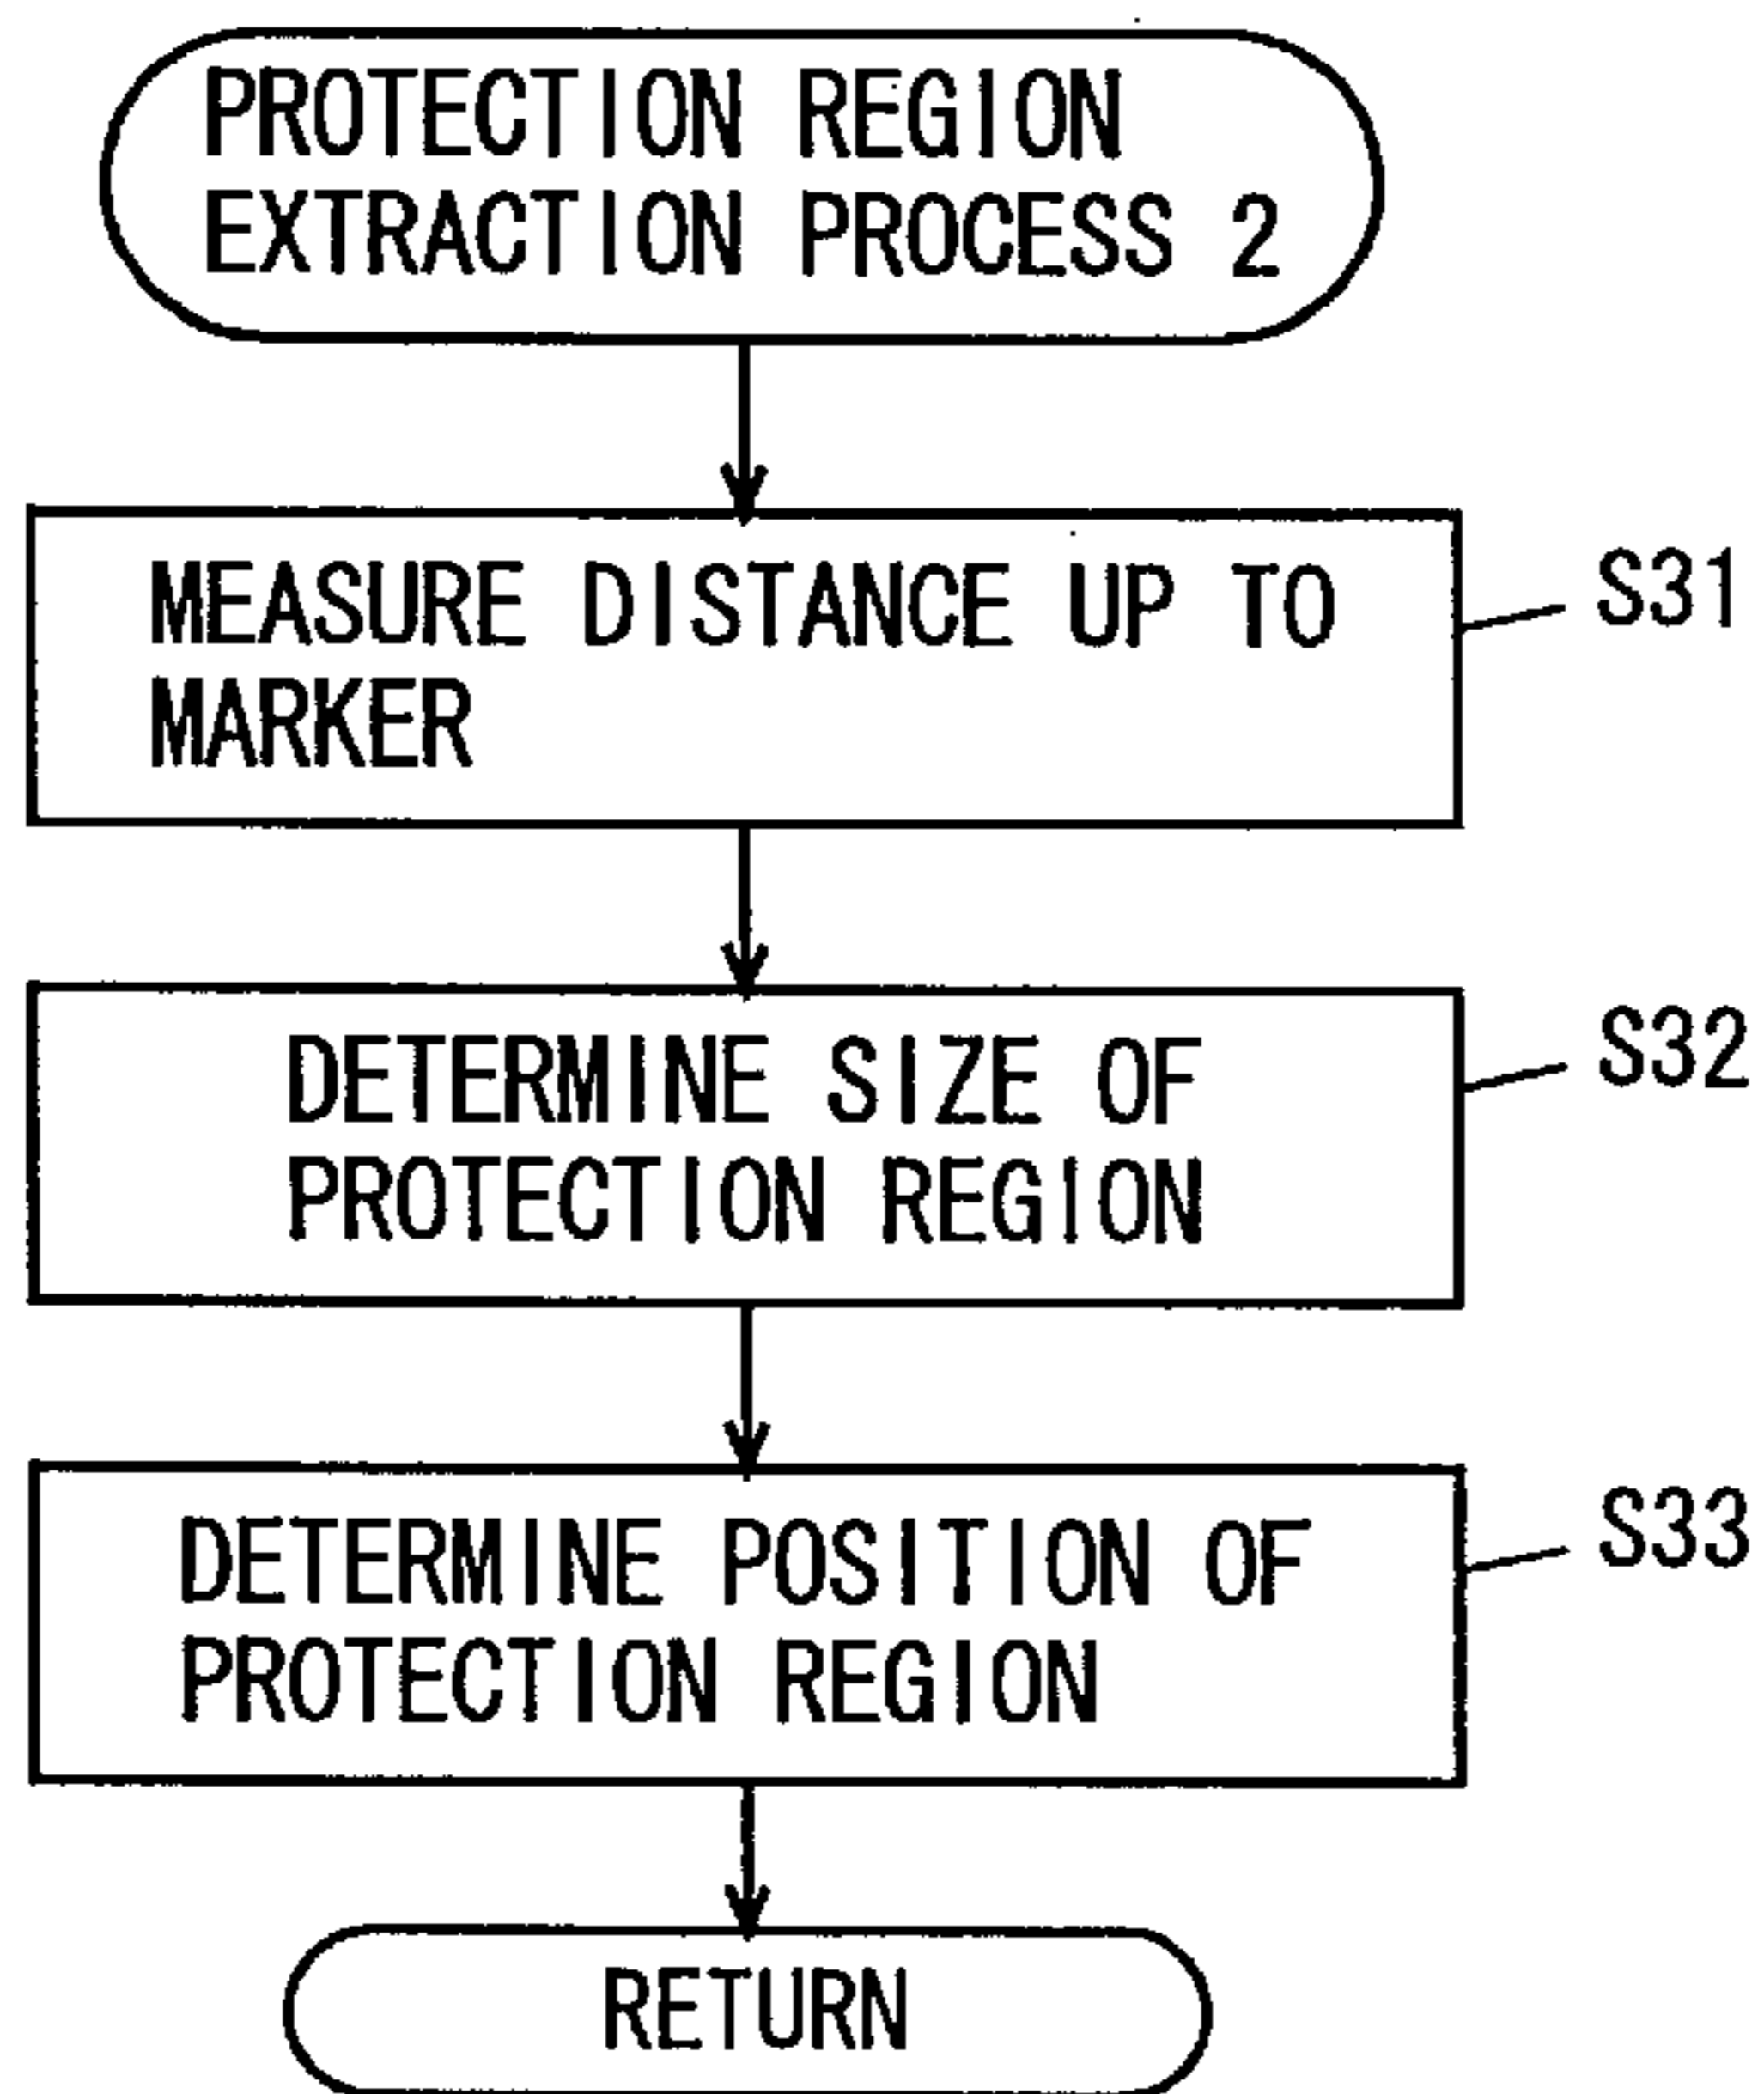 PROTECTION REGION
EXTRACTION PROCESS 2
MEASURE DISTANCE UP TO
MARKER
S31
DETERMINE SIZE OF
PROTECTION REGION
S32
DETERMINE POSITION OF
PROTECTION REGION
S33
RETURN